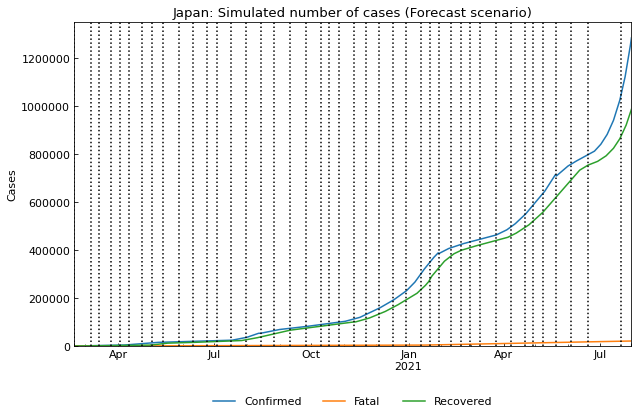 Japan: Simulated number of cases (Forecast scenario)
1200000
1000000
800000
600000
400000
200000
0
Cases
Apr
Jul
Oct
Jan
2021
Apr
Jul
Confirmed
Fatal
Recovered